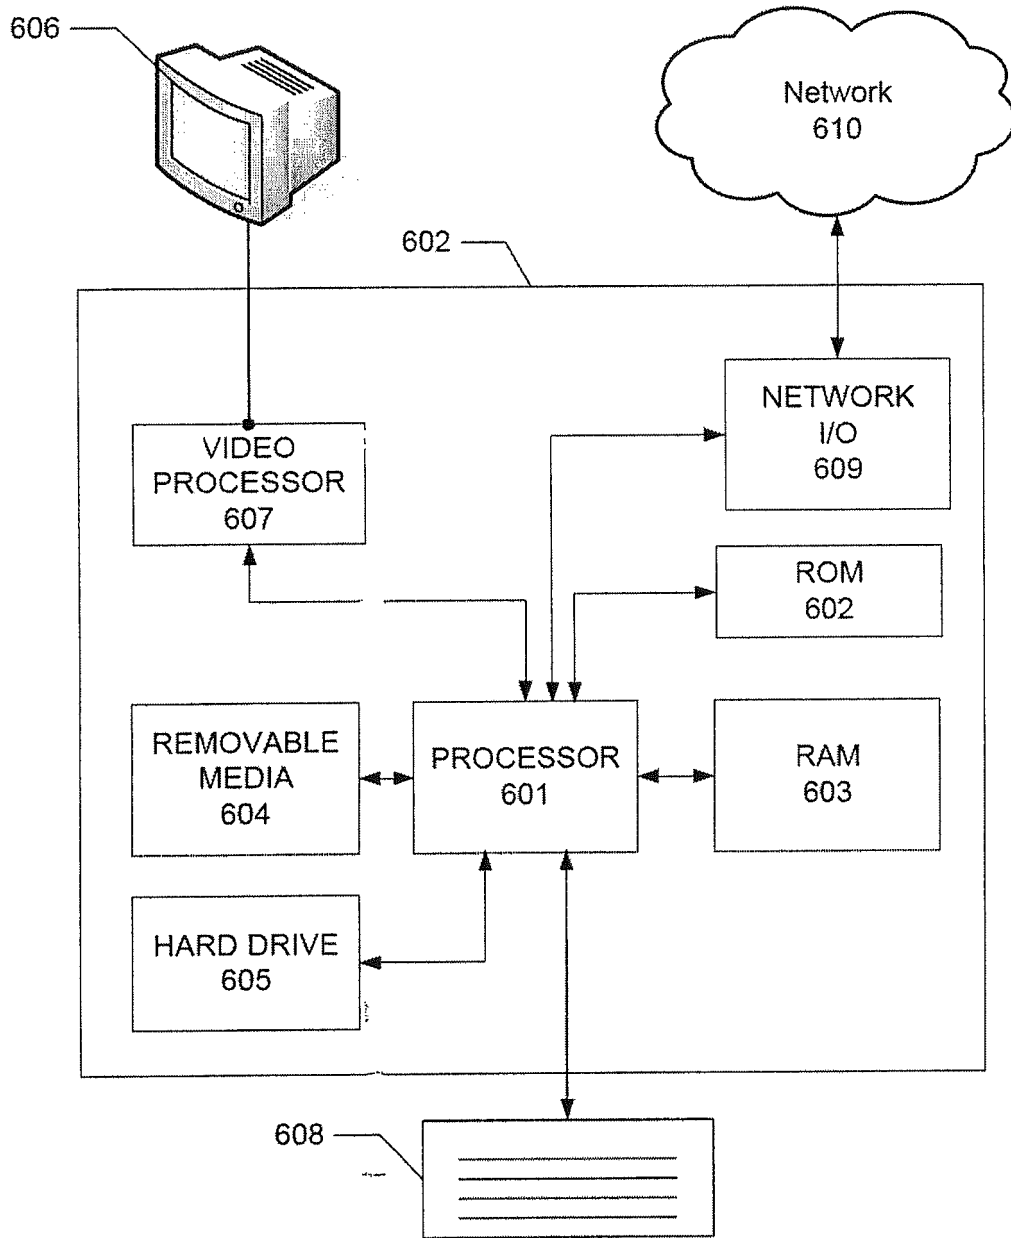 606
Network
610
602
NETWORK
I/O
609
VIDEO
PROCESSOR
607
ROM
602
REMOVABLE
MEDIA
604
PROCESSOR
601
RAM
603
HARD DRIVE
605
608